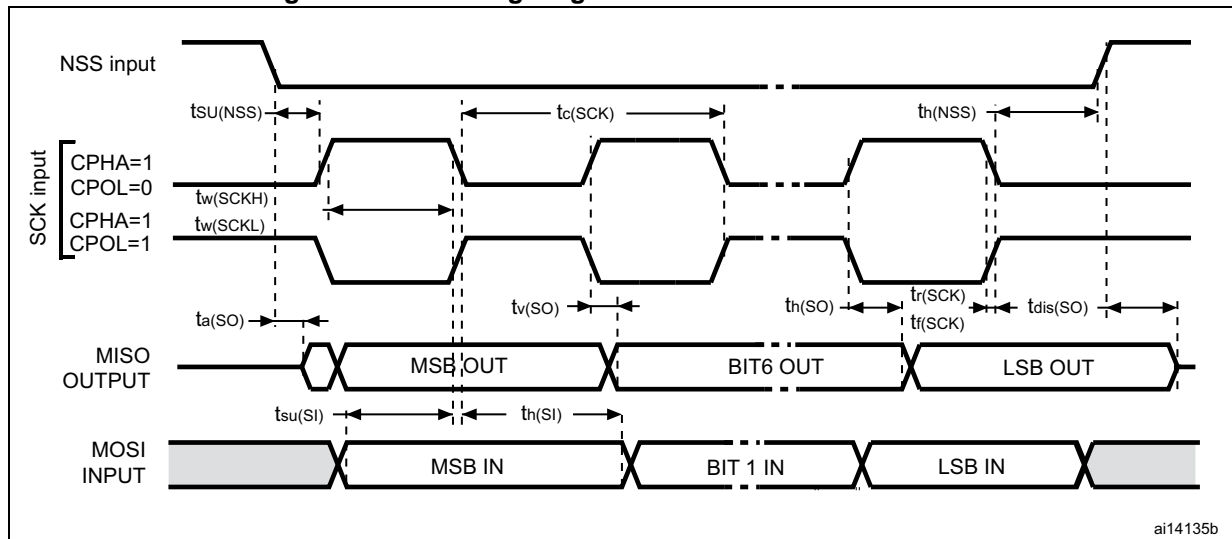 NSS input
tSU(NSS)
tc(SCK)
th(NSS)
SCK input
CPHA=1
CPOL=0
tw(SCKH)
CPHA=1
tw(SCKL)
CPOL=1
ta(SO)
tv(SO)
th(SO)
tr(SCK)
tf(SCK)
tdis(SO)
MISO
OUTPUT
MSB OUT
BIT6 OUT
LSB OUT
tsu(SI)
th(SI)
MOSI
INPUT
MSB IN
BIT 1 IN
LSB IN
ai14135b